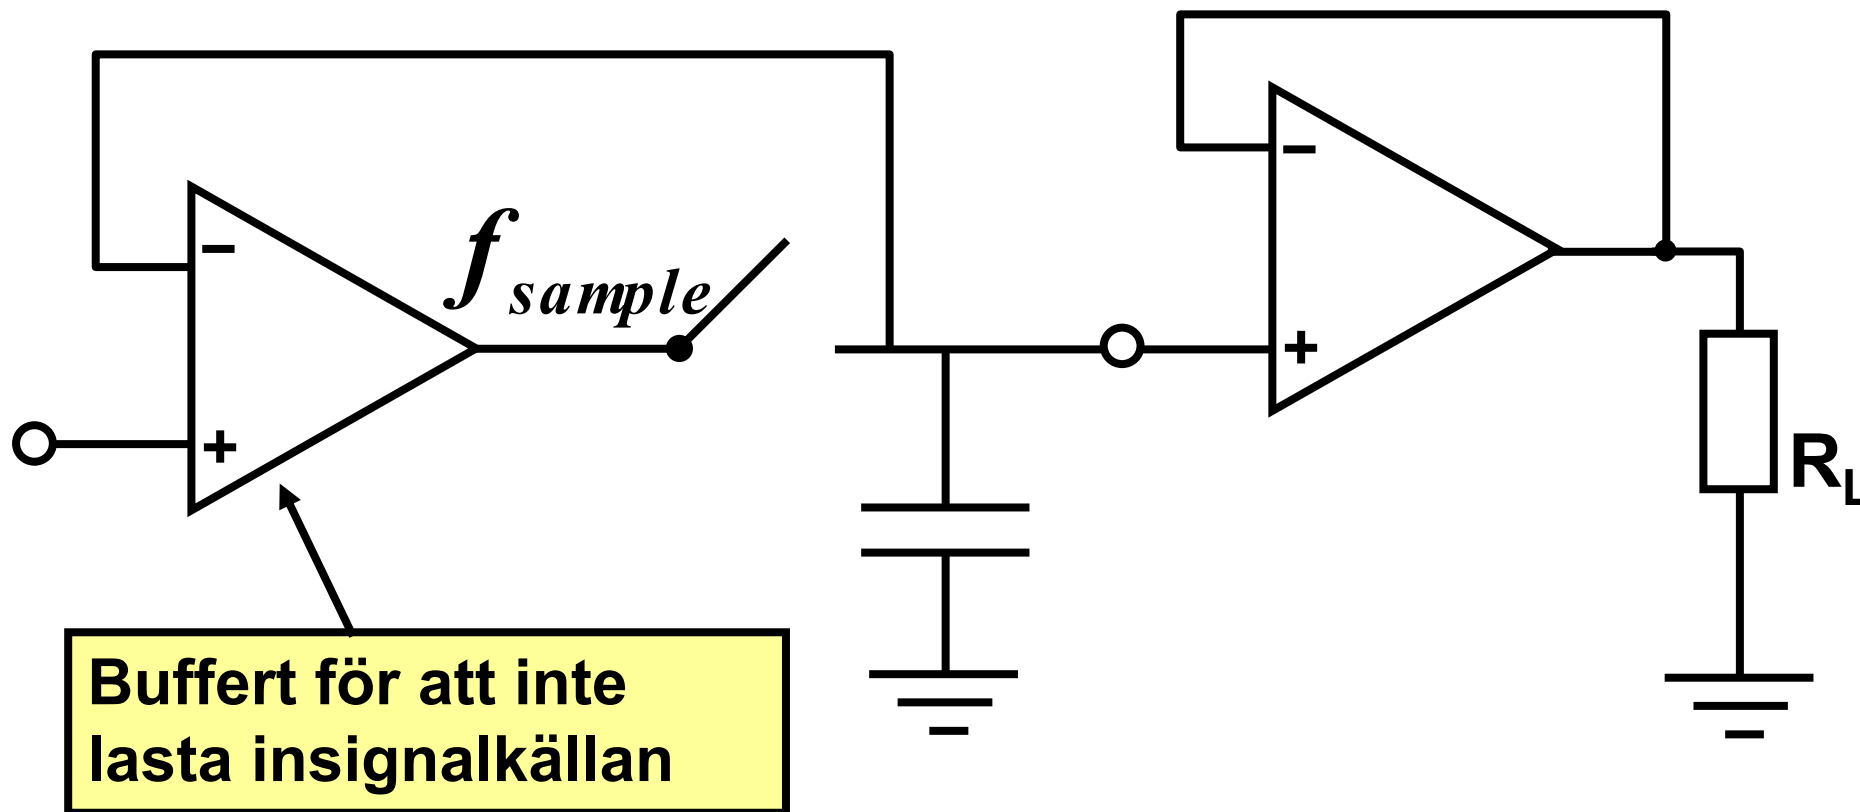 −
+
f sample
−
+
R L
Buffert för att inte
lasta insignalkällan